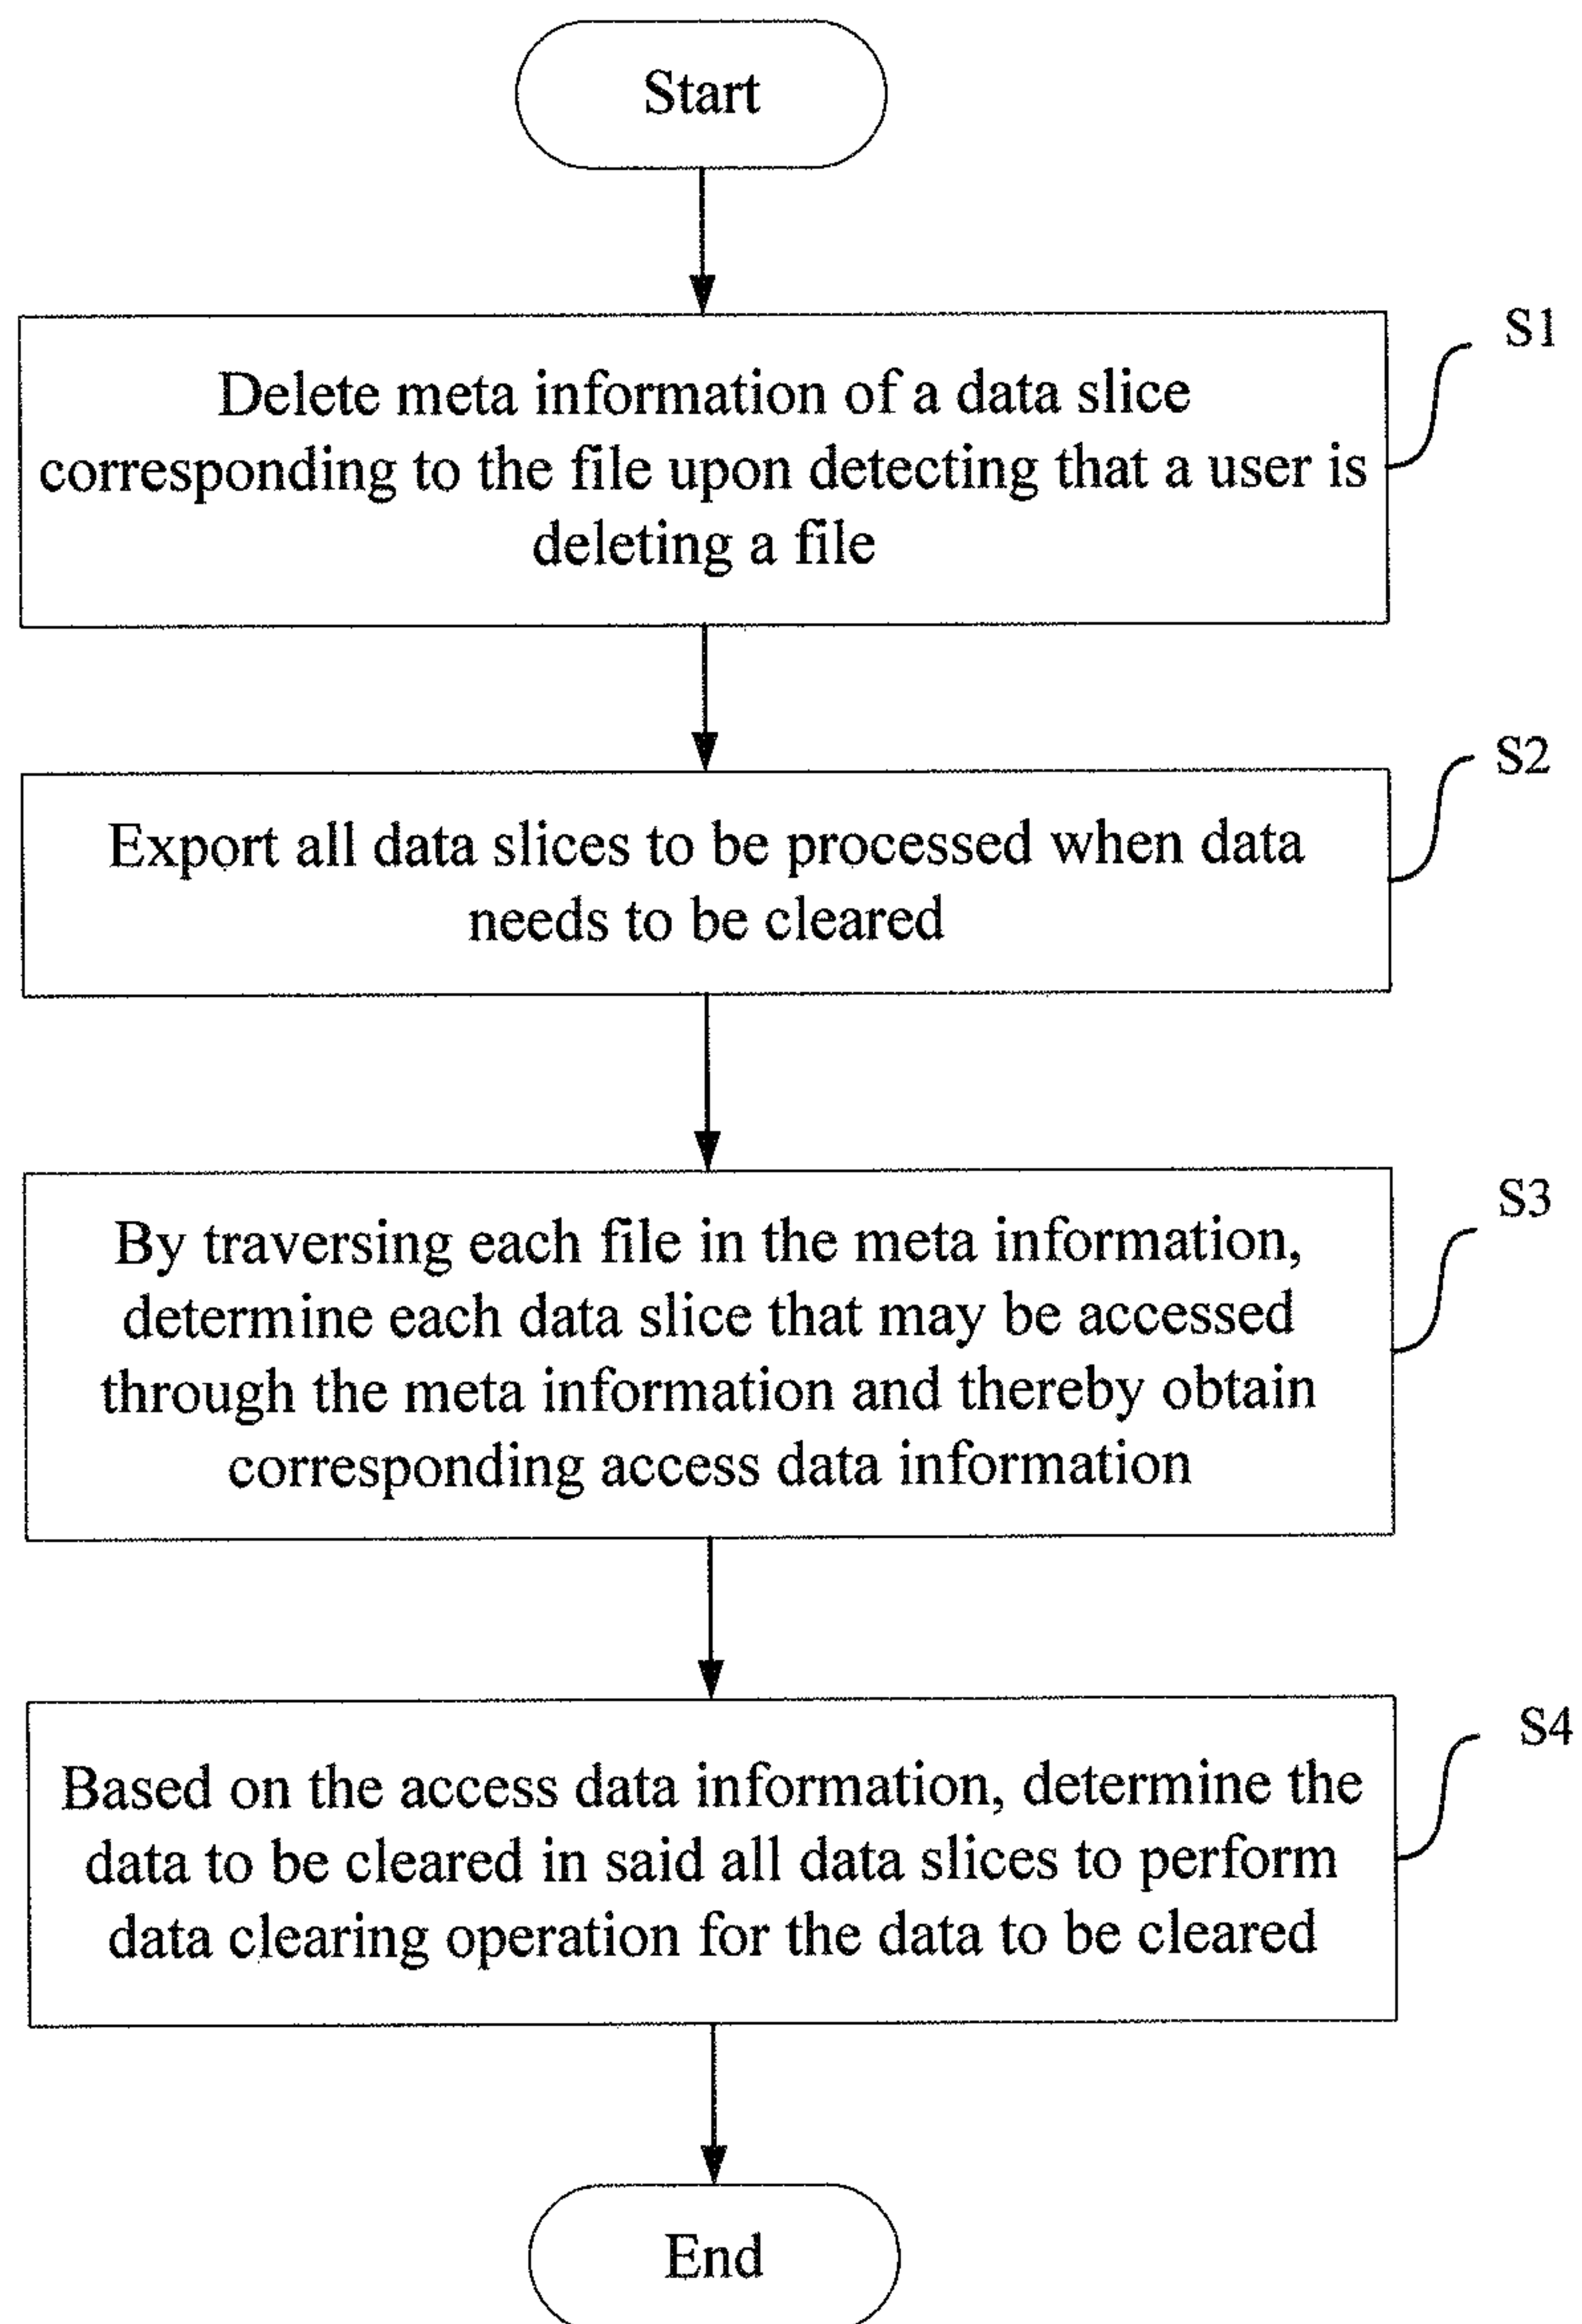 Start
S1
Delete meta information of a data slice
corresponding to the file upon detecting that a user is
deleting a file
S2
Export all data slices to be processed when data
needs to be cleared
S3
By traversing each file in the meta information,
determine each data slice that may be accessed
through the meta information and thereby obtain
corresponding access data information
S4
Based on the access data information, determine the
data to be cleared in said all data slices to perform
data clearing operation for the data to be cleared
End